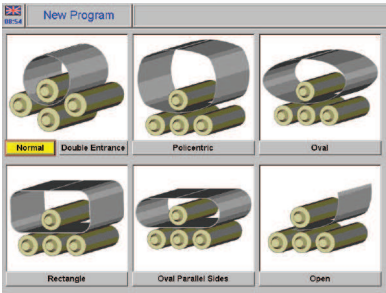 New Program
08:54
Normal Double Entrance Policentric Oval
Rectangle Oval Parallel Sides Open